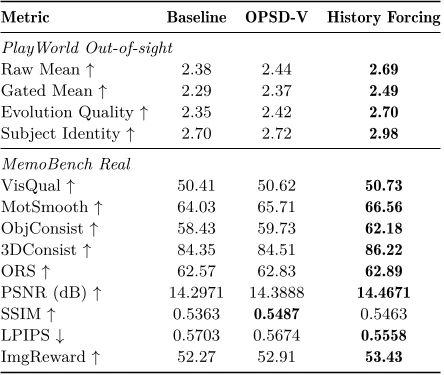 Metric Baseline OPSD-V History Forcing
PlayWorld Out-of-sight
Raw Mean ↑ 2.38 2.44 2.69
Gated Mean ↑ 2.29 2.37 2.49
Evolution Quality ↑ 2.35 2.42 2.70
Subject Identity ↑ 2.70 2.72 2.98
MemoBench Real
VisQual ↑ 50.41 50.62 50.73
MotSmooth ↑ 64.03 65.71 66.56
ObjConsist ↑ 58.43 59.73 62.18
3DConsist ↑ 84.35 84.51 86.22
ORS ↑ 62.57 62.83 62.89
PSNR (dB) ↑ 14.2971 14.3888 14.4671
SSIM ↑ 0.5363 0.5487 0.5463
LPIPS ↓ 0.5703 0.5674 0.5558
ImgReward ↑ 52.27 52.91 53.43